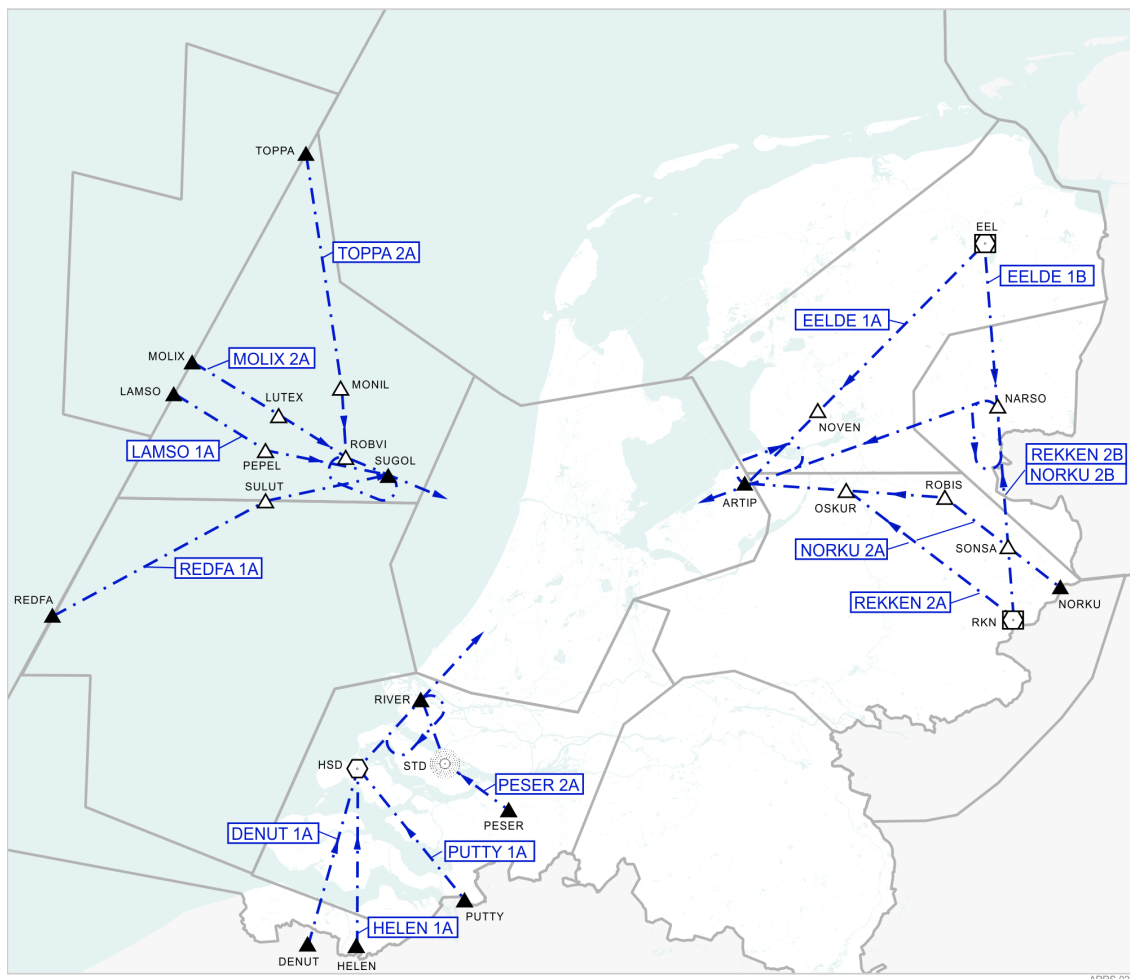 TOPPA
TOPPA 2A
EEL
EELDE 1B
EELDE 1A
MOLIX
MOLIX 2A
LAMSO
LUTEX
MONIL
NARSO
NOVEN
LAMSO 1A
ROBVI
PEPEL
SUGOL
REKKEN 2B
NORKU 2B
SULUT
ROBIS
ARTIP
OSKUR
NORKU 2A
SONSA
REDFA 1A
REDFA
REKKEN 2A
NORKU
RKN
RIVER
HSD
STD
PESER 2A
PESER
DENUT 1A
PUTTY 1A
PUTTY
HELEN 1A
DENUT
HELEN